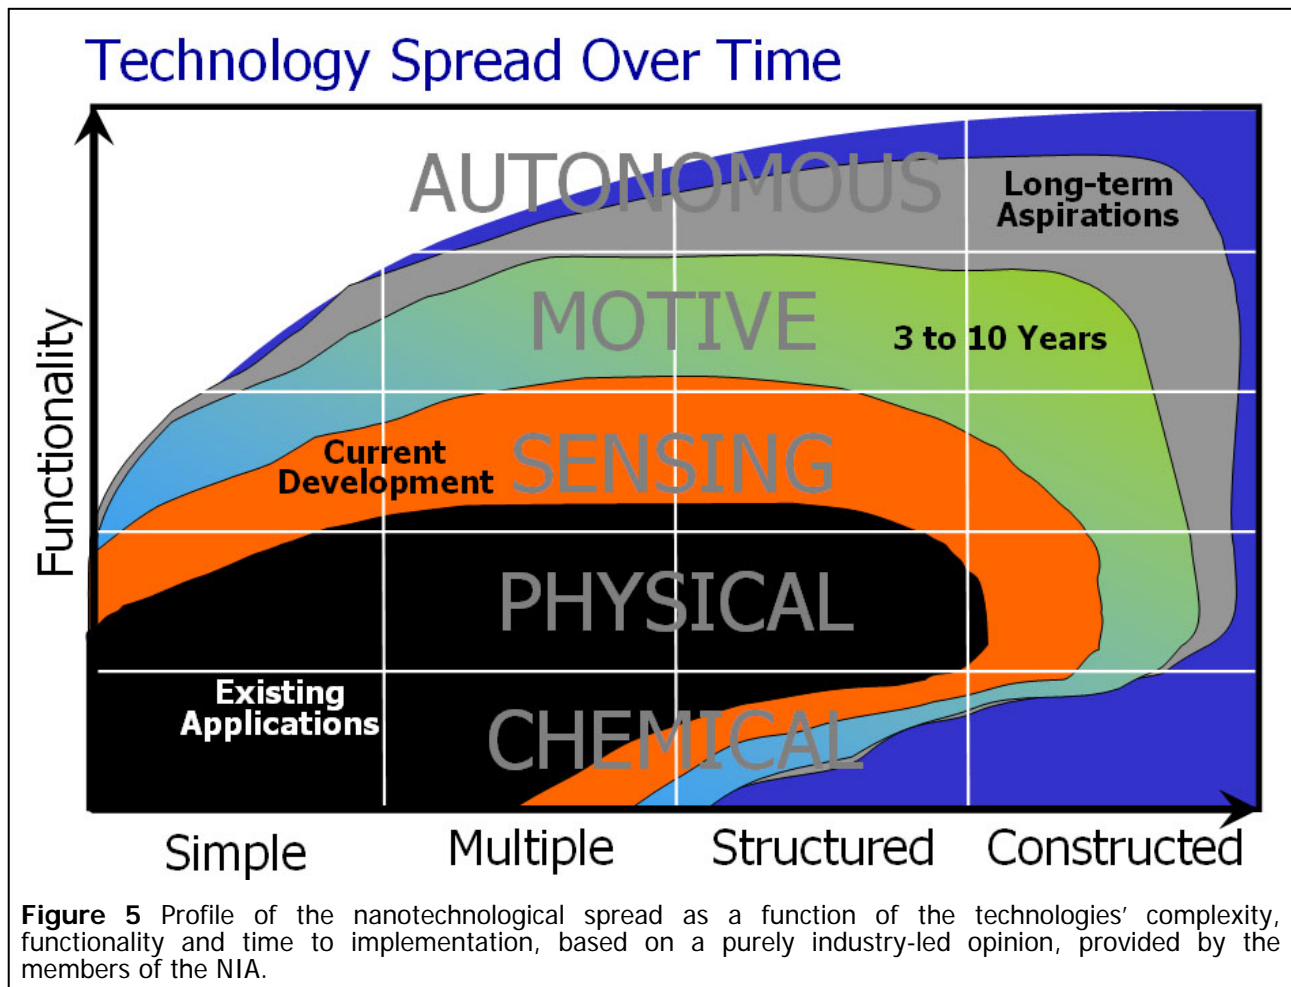 Technology Spread Over Time
AUTONOMOUS
Long-term
Aspirations
MOTIVE
3 to 10 Years
Functionality
Current
Development
SENSING
PHYSICAL
Existing
Applications
CHEMICAL
Simple
Multiple
Structured
Constructed
Figure 5 Profile of the nanotechnological spread as a function of the technologies’ complexity,
functionality and time to implementation, based on a purely industry-led opinion, provided by the
members of the NIA.